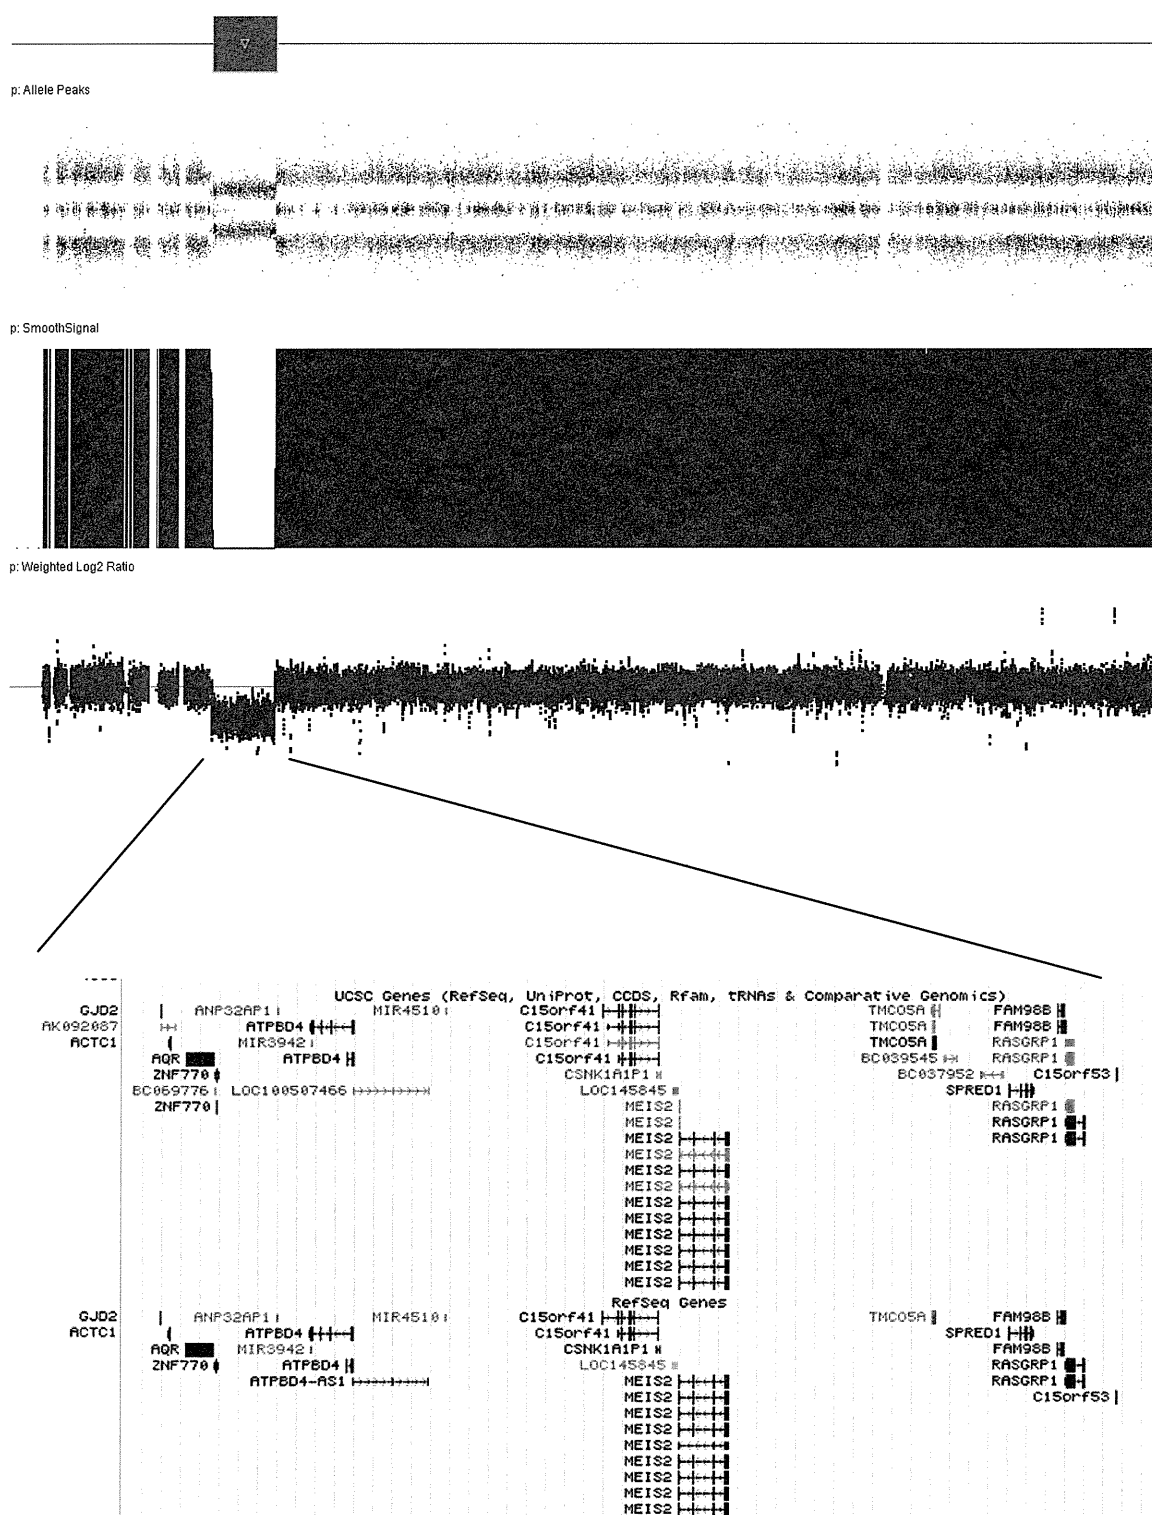 p: Allele Peaks
p: SmoothSignal
p: Weighted Log2 Ratio
UCSC Genes (RefSeq, UniProt, CCDS, Rfam, tRNAs & Comparative Genomics)
GJD2 ANP32AP1 MIR4510 C15orf41 TMCO5A FAM98B
AK092087 ATPBD4 C15orf41 TMCO5A FAM98B
ACTC1 MIR3942 C15orf41 TMCO5A RASGRP1
AQR ATPBD4 C15orf41 BC039545 RASGRP1
ZNF770 CSNK1A1P1 BC037952 C15orf53
BC069776 LOC100507466 LOC145845 SPRED1
ZNF770 MEIS2 RASGRP1
MEIS2 RASGRP1
MEIS2 RASGRP1
MEIS2
MEIS2
MEIS2
MEIS2
MEIS2
MEIS2
MEIS2
MEIS2
MEIS2
RefSeq Genes
GJD2 ANP32AP1 MIR4510 C15orf41 TMCO5A FAM98B
ACTC1 ATPBD4 C15orf41 SPRED1
AQR MIR3942 CSNK1A1P1 FAM98B
ZNF770 ATPBD4 LOC145845 RASGRP1
ATPBD4-AS1 MEIS2 RASGRP1
MEIS2 C15orf53
MEIS2
MEIS2
MEIS2
MEIS2
MEIS2
MEIS2
MEIS2